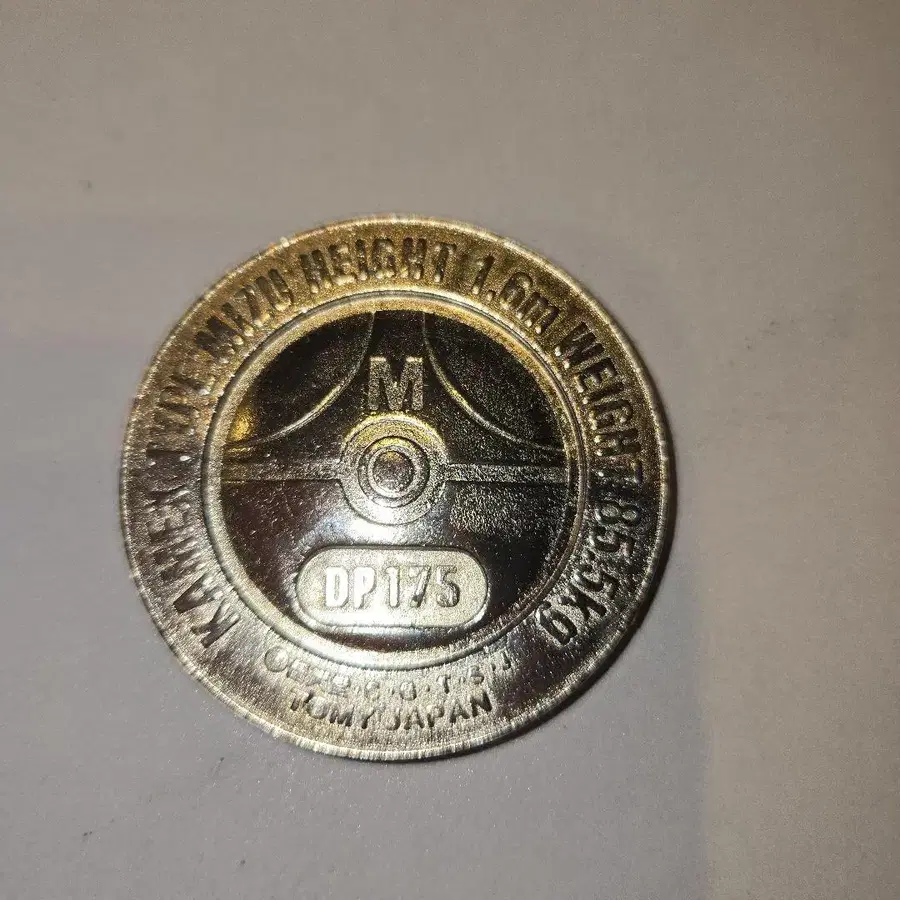 KAMEX TYPE MIZU HEIGHT 1.6m WEIGHT 85.5kg
M
DP175
TOMY JAPAN